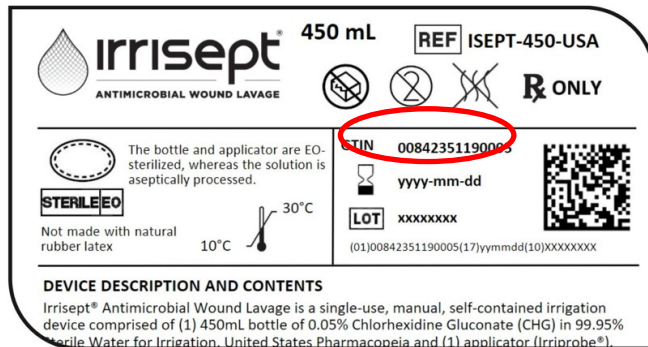 irrisept®
ANTIMICROBIAL WOUND LAVAGE
450 mL
REF ISEPT-450-USA
2
Rx ONLY
The bottle and applicator are EO-
sterilized, whereas the solution is
aseptically processed.
STERILE EO
Not made with natural
rubber latex
10°C
30°C
GTIN 00842351190005
yyyy-mm-dd
LOT xxxxxxxx
(01)00842351190005(17)yymmdd(10)XXXXXXXX
DEVICE DESCRIPTION AND CONTENTS
Irrisept® Antimicrobial Wound Lavage is a single-use, manual, self-contained irrigation
device comprised of (1) 450mL bottle of 0.05% Chlorhexidine Gluconate (CHG) in 99.95%
Sterile Water for Irrigation, United States Pharmacopeia and (1) applicator (Irriprobe®).